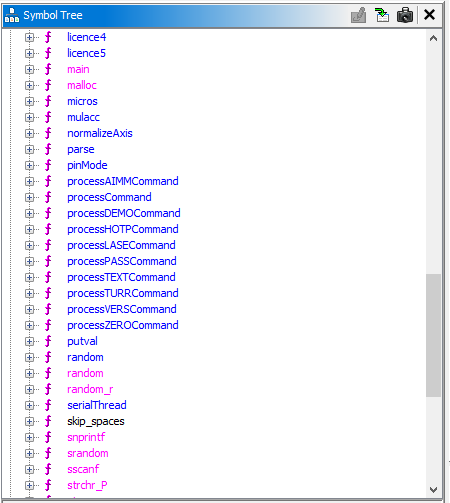 Symbol Tree
licence4
licence5
main
malloc
micros
mulacc
normalizeAxis
parse
pinMode
processAIMMCommand
processCommand
processDEMOCommand
processHOTPCommand
processLASECommand
processPASSCommand
processTEXTCommand
processTURRCommand
processVERSCommand
processZEROCommand
putval
random
random
random_r
serialThread
skip_spaces
snprintf
srandom
sscanf
strchr_P